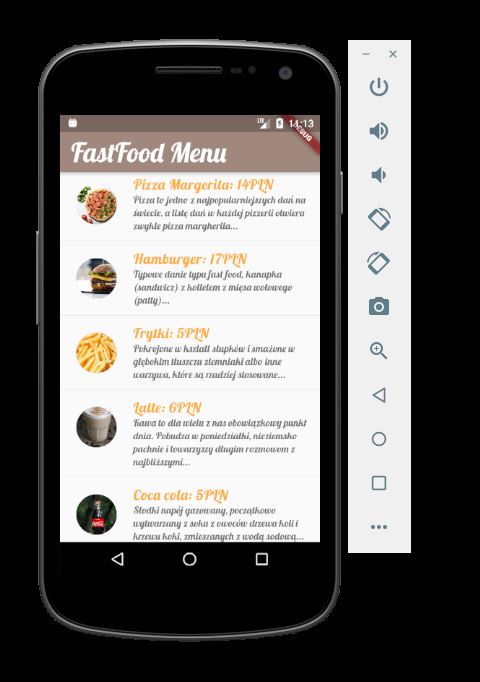 LTE 11:13
DEBUG
FastFood Menu
Pizza Margerita: 14PLN
Pizza to jedno z najpopularniejszych dań na
świecie, a listę dań w każdej pizzerii otwiera
zwykle pizza margherita...
Hamburger: 17PLN
Typowe danie typu fast food, kanapka
(sandwicz) z kotletem z mięsa wołowego
(patty)...
Frytki: 5PLN
Pokrojone w kształt słupków i smażone w
głębokim tłuszczu ziemniaki albo inne
warzywa, które są rzadziej stosowane...
Latte: 6PLN
Kawa to dla wielu z nas obowiązkowy punkt
dnia. Pobudza w poniedziałki, nieziemsko
pachnie i towarzyszy długim rozmowom z
najbliższymi...
Coca cola: 5PLN
Słodki napój gazowany, początkowo
wytwarzany z soku z owoców drzewa koli i
krzewu koki, zmieszanych z wodą sodową...